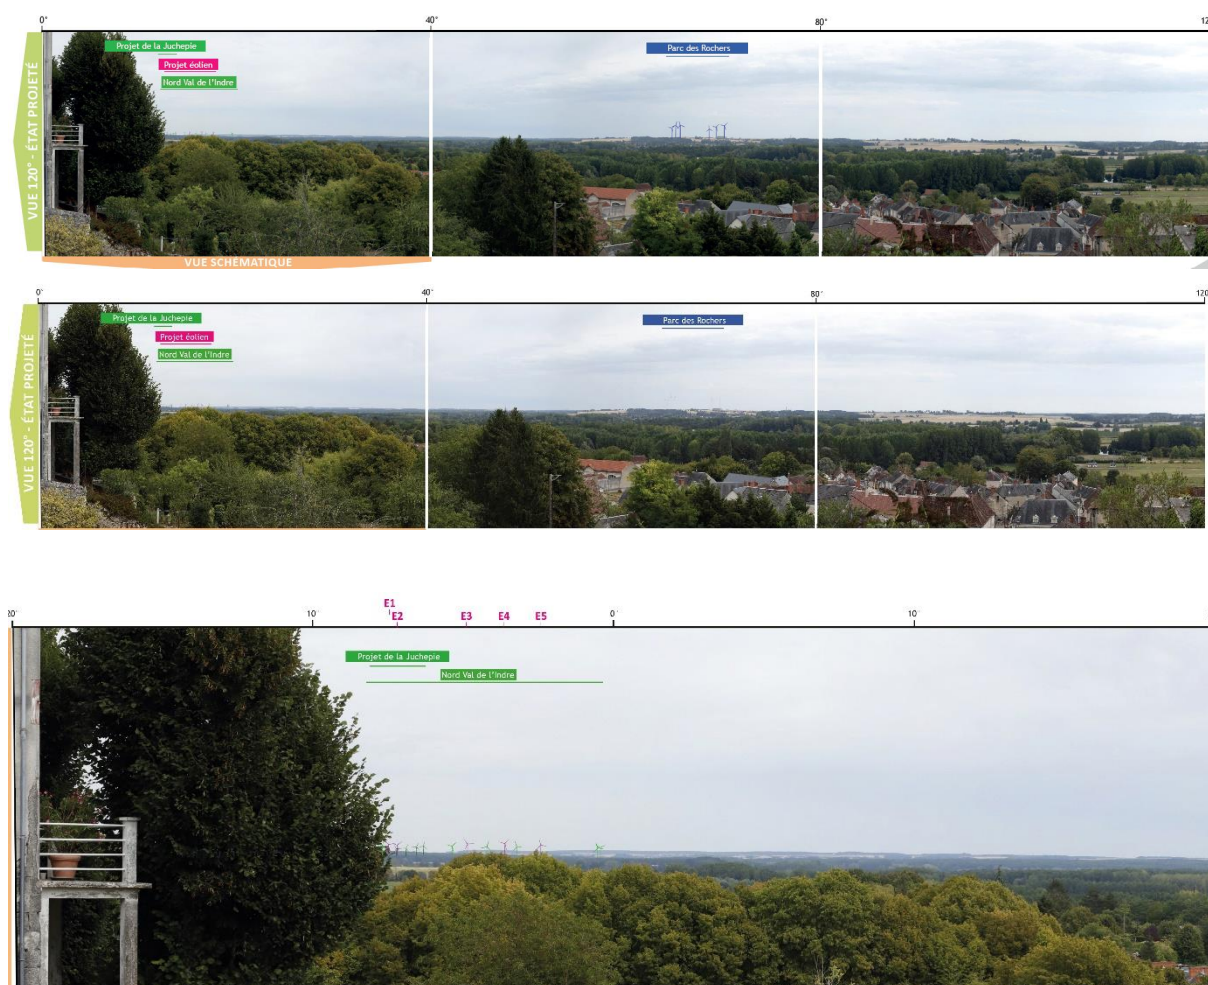 0°
40°
80°
12
Projet de la Juchepie
Parc des Rochers
Projet éolien
Nord Val de l'Indre
VUE 120° - ÉTAT PROJETÉ
VUE SCHÉMATIQUE
0°
40°
80°
120
Projet de la Juchepie
Parc des Rochers
Projet éolien
Nord Val de l'Indre
VUE 120° - ÉTAT PROJETÉ
E1
20°
10°
E2
E3
E4
E5
0°
10°
Projet de la Juchepie
Nord Val de l'Indre